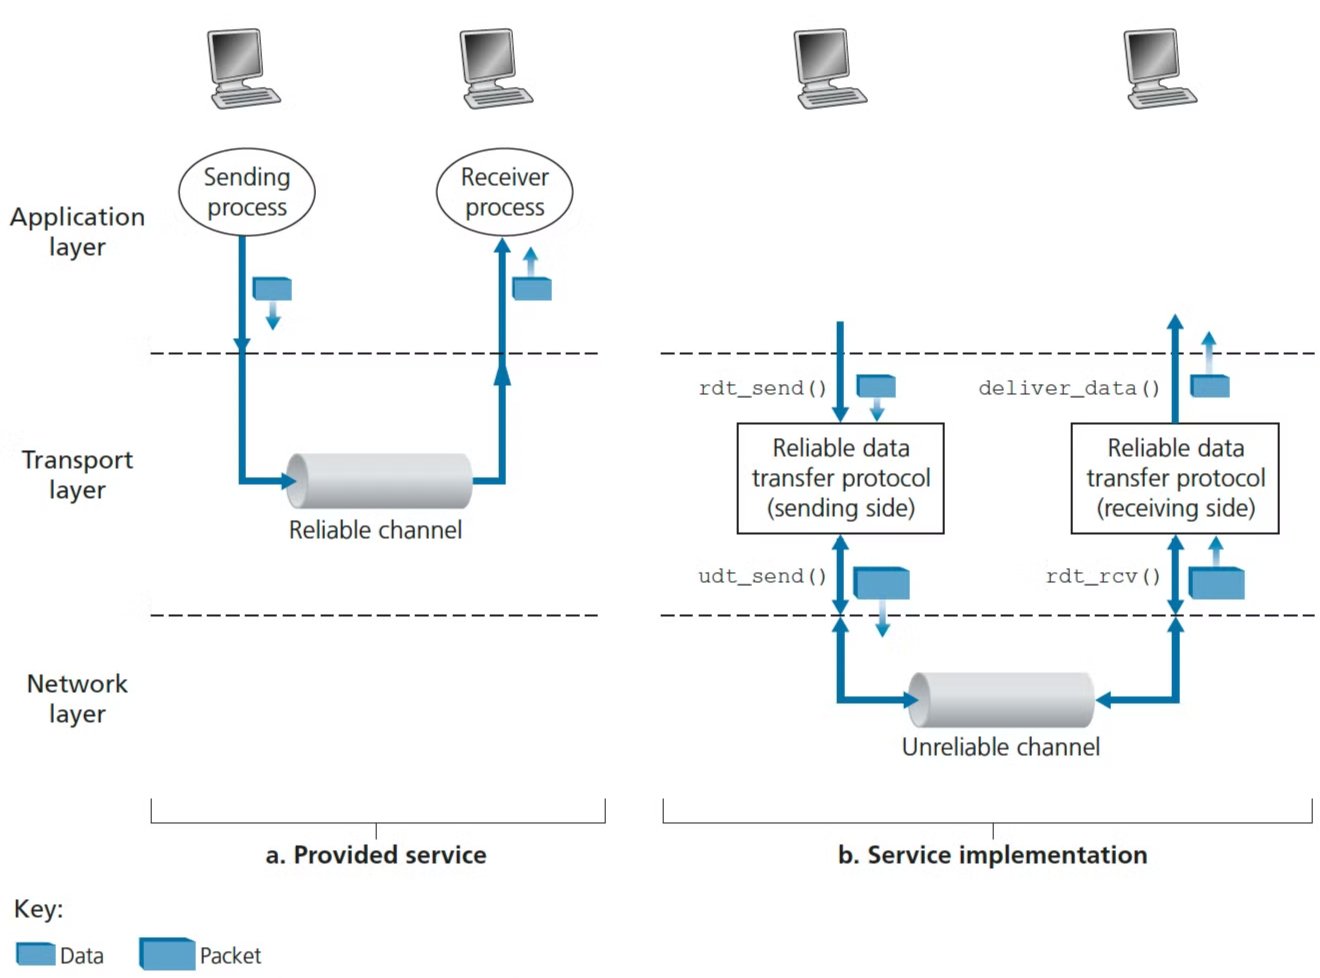 Sending
process
Receiver
process
Application
layer
rdt_send()
deliver_data()
Transport
layer
Reliable channel
Reliable data
transfer protocol
(sending side)
Reliable data
transfer protocol
(receiving side)
udt_send()
rdt_rcv()
Network
layer
Unreliable channel
a. Provided service
b. Service implementation
Key:
Data
Packet